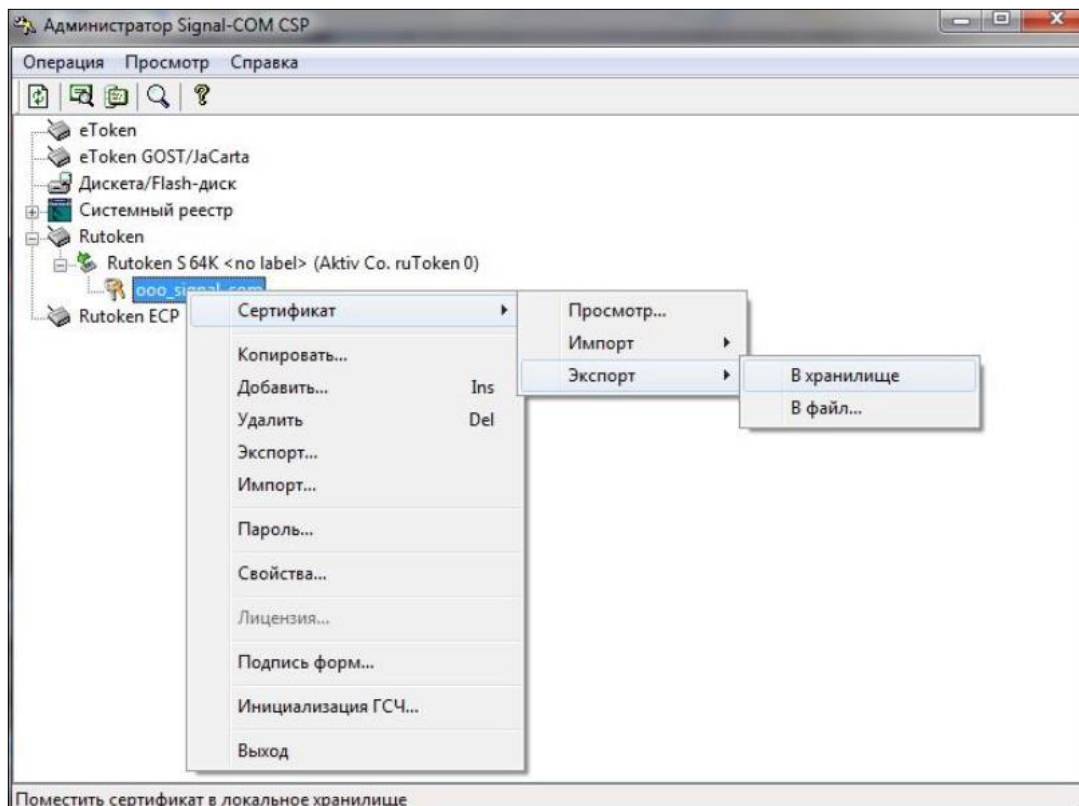 Администратор Signal-COM CSP
Операция Просмотр Справка
eToken
eToken GOST/JaCarta
Дискета/Flash-диск
Системный реестр
Rutoken
Rutoken S 64K <no label> (Aktiv Co. ruToken 0)
ooo_signal-com
Rutoken ECP
Сертификат
Копировать...
Добавить... Ins
Удалить Del
Экспорт...
Импорт...
Пароль...
Свойства...
Лицензия...
Подпись форм...
Инициализация ГСЧ...
Выход
Просмотр...
Импорт
Экспорт
В хранилище
В файл...
Поместить сертификат в локальное хранилище